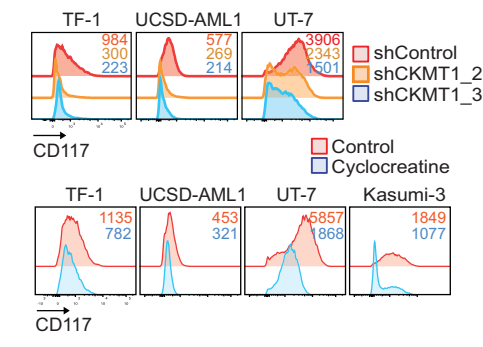 TF-1 UCSD-AML1 UT-7
984 577 3906
300 269 2343
223 214 1501
shControl
shCKMT1_2
shCKMT1_3
CD117
Control
Cyclocreatine
TF-1 UCSD-AML1 UT-7 Kasumi-3
1135 453 5857 1849
782 321 1868 1077
CD117